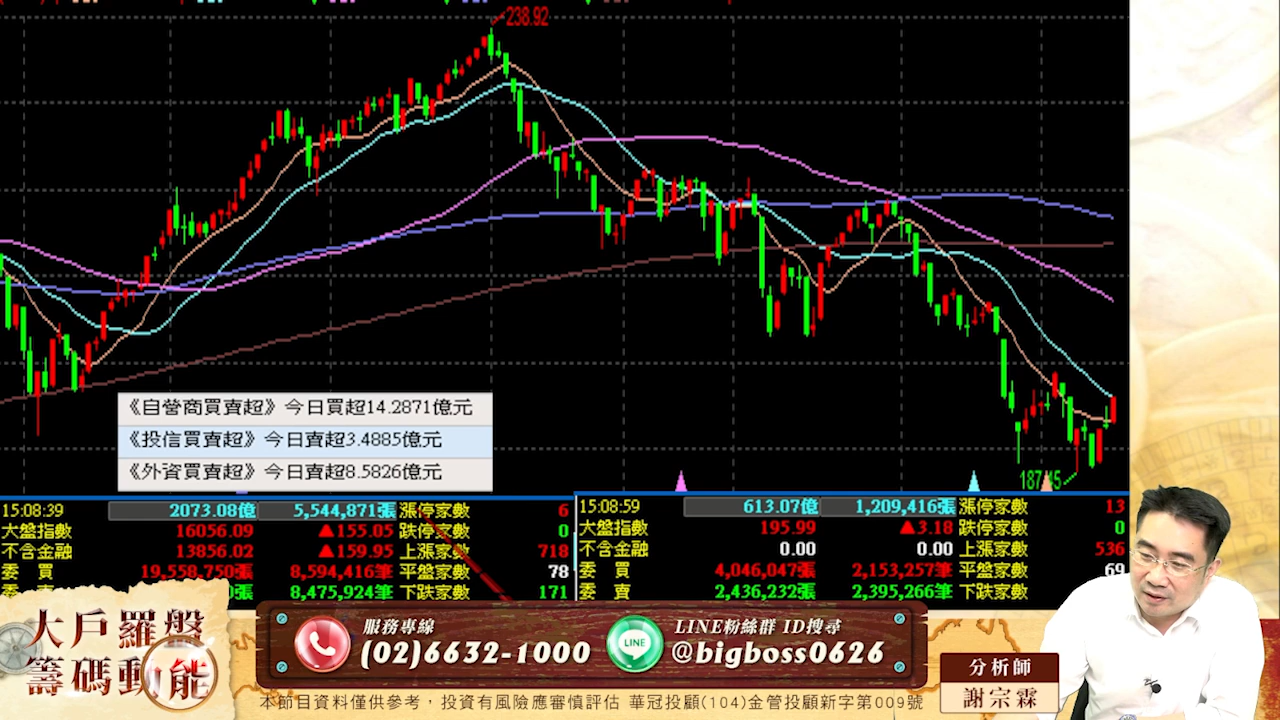 238.92
187.45
《自營商買賣超》今日買超14.2871億元
《投信買賣超》今日賣超3.4885億元
《外資買賣超》今日賣超8.5826億元
15:08:39 2073.08億 5,544,871張 漲停家數 6
大盤指數 16056.09 ▲155.05 跌停家數 0
不含金融 13856.02 ▲159.95 上漲家數 718
委 買 19,558,750張 8,594,416筆 平盤家數 78
委 張 8,475,924筆 下跌家數 171
15:08:59 613.07億 1,209,416張 漲停家數 13
大盤指數 195.99 ▲3.18 跌停家數 0
不含金融 0.00 0.00 上漲家數 536
委 買 4,046,047張 2,153,257筆 平盤家數 69
委 賣 2,436,232張 2,395,266筆 下跌家數
大戶羅盤
籌碼動能
服務專線
(02)6632-1000
LINE
LINE粉絲群 ID搜尋
@bigboss0626
分析師
謝宗霖
本節目資料僅供參考，投資有風險應審慎評估 華冠投顧(104)金管投顧新字第009號